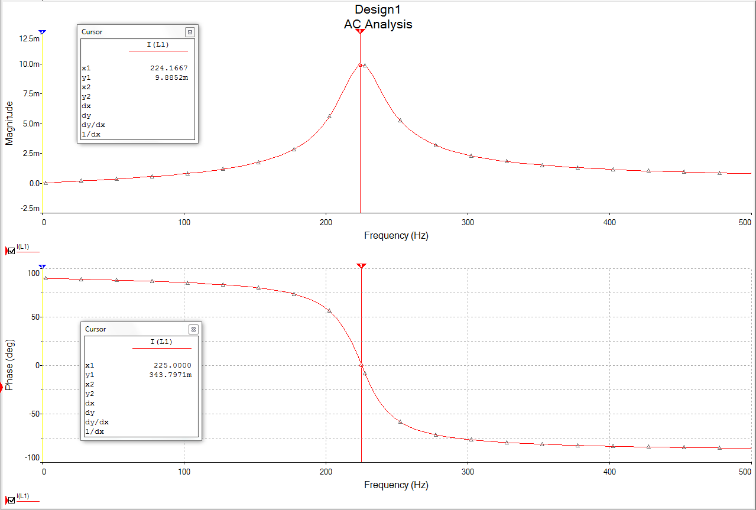 Design1
AC Analysis
Cursor
I(L1)
x1 224.1667
y1 9.8852m
x2
y2
dx
dy
dy/dx
1/dx
12.5m
10.0m
7.5m
5.0m
2.5m
0.0
-2.5m
Magnitude
0 100 200 300 400 500
Frequency (Hz)
I(L1)
100
50
0
-50
-100
Phase (deg)
Cursor
I(L1)
x1 225.0000
y1 343.7971m
x2
y2
dx
dy
dy/dx
1/dx
0 100 200 300 400 500
Frequency (Hz)
I(L1)